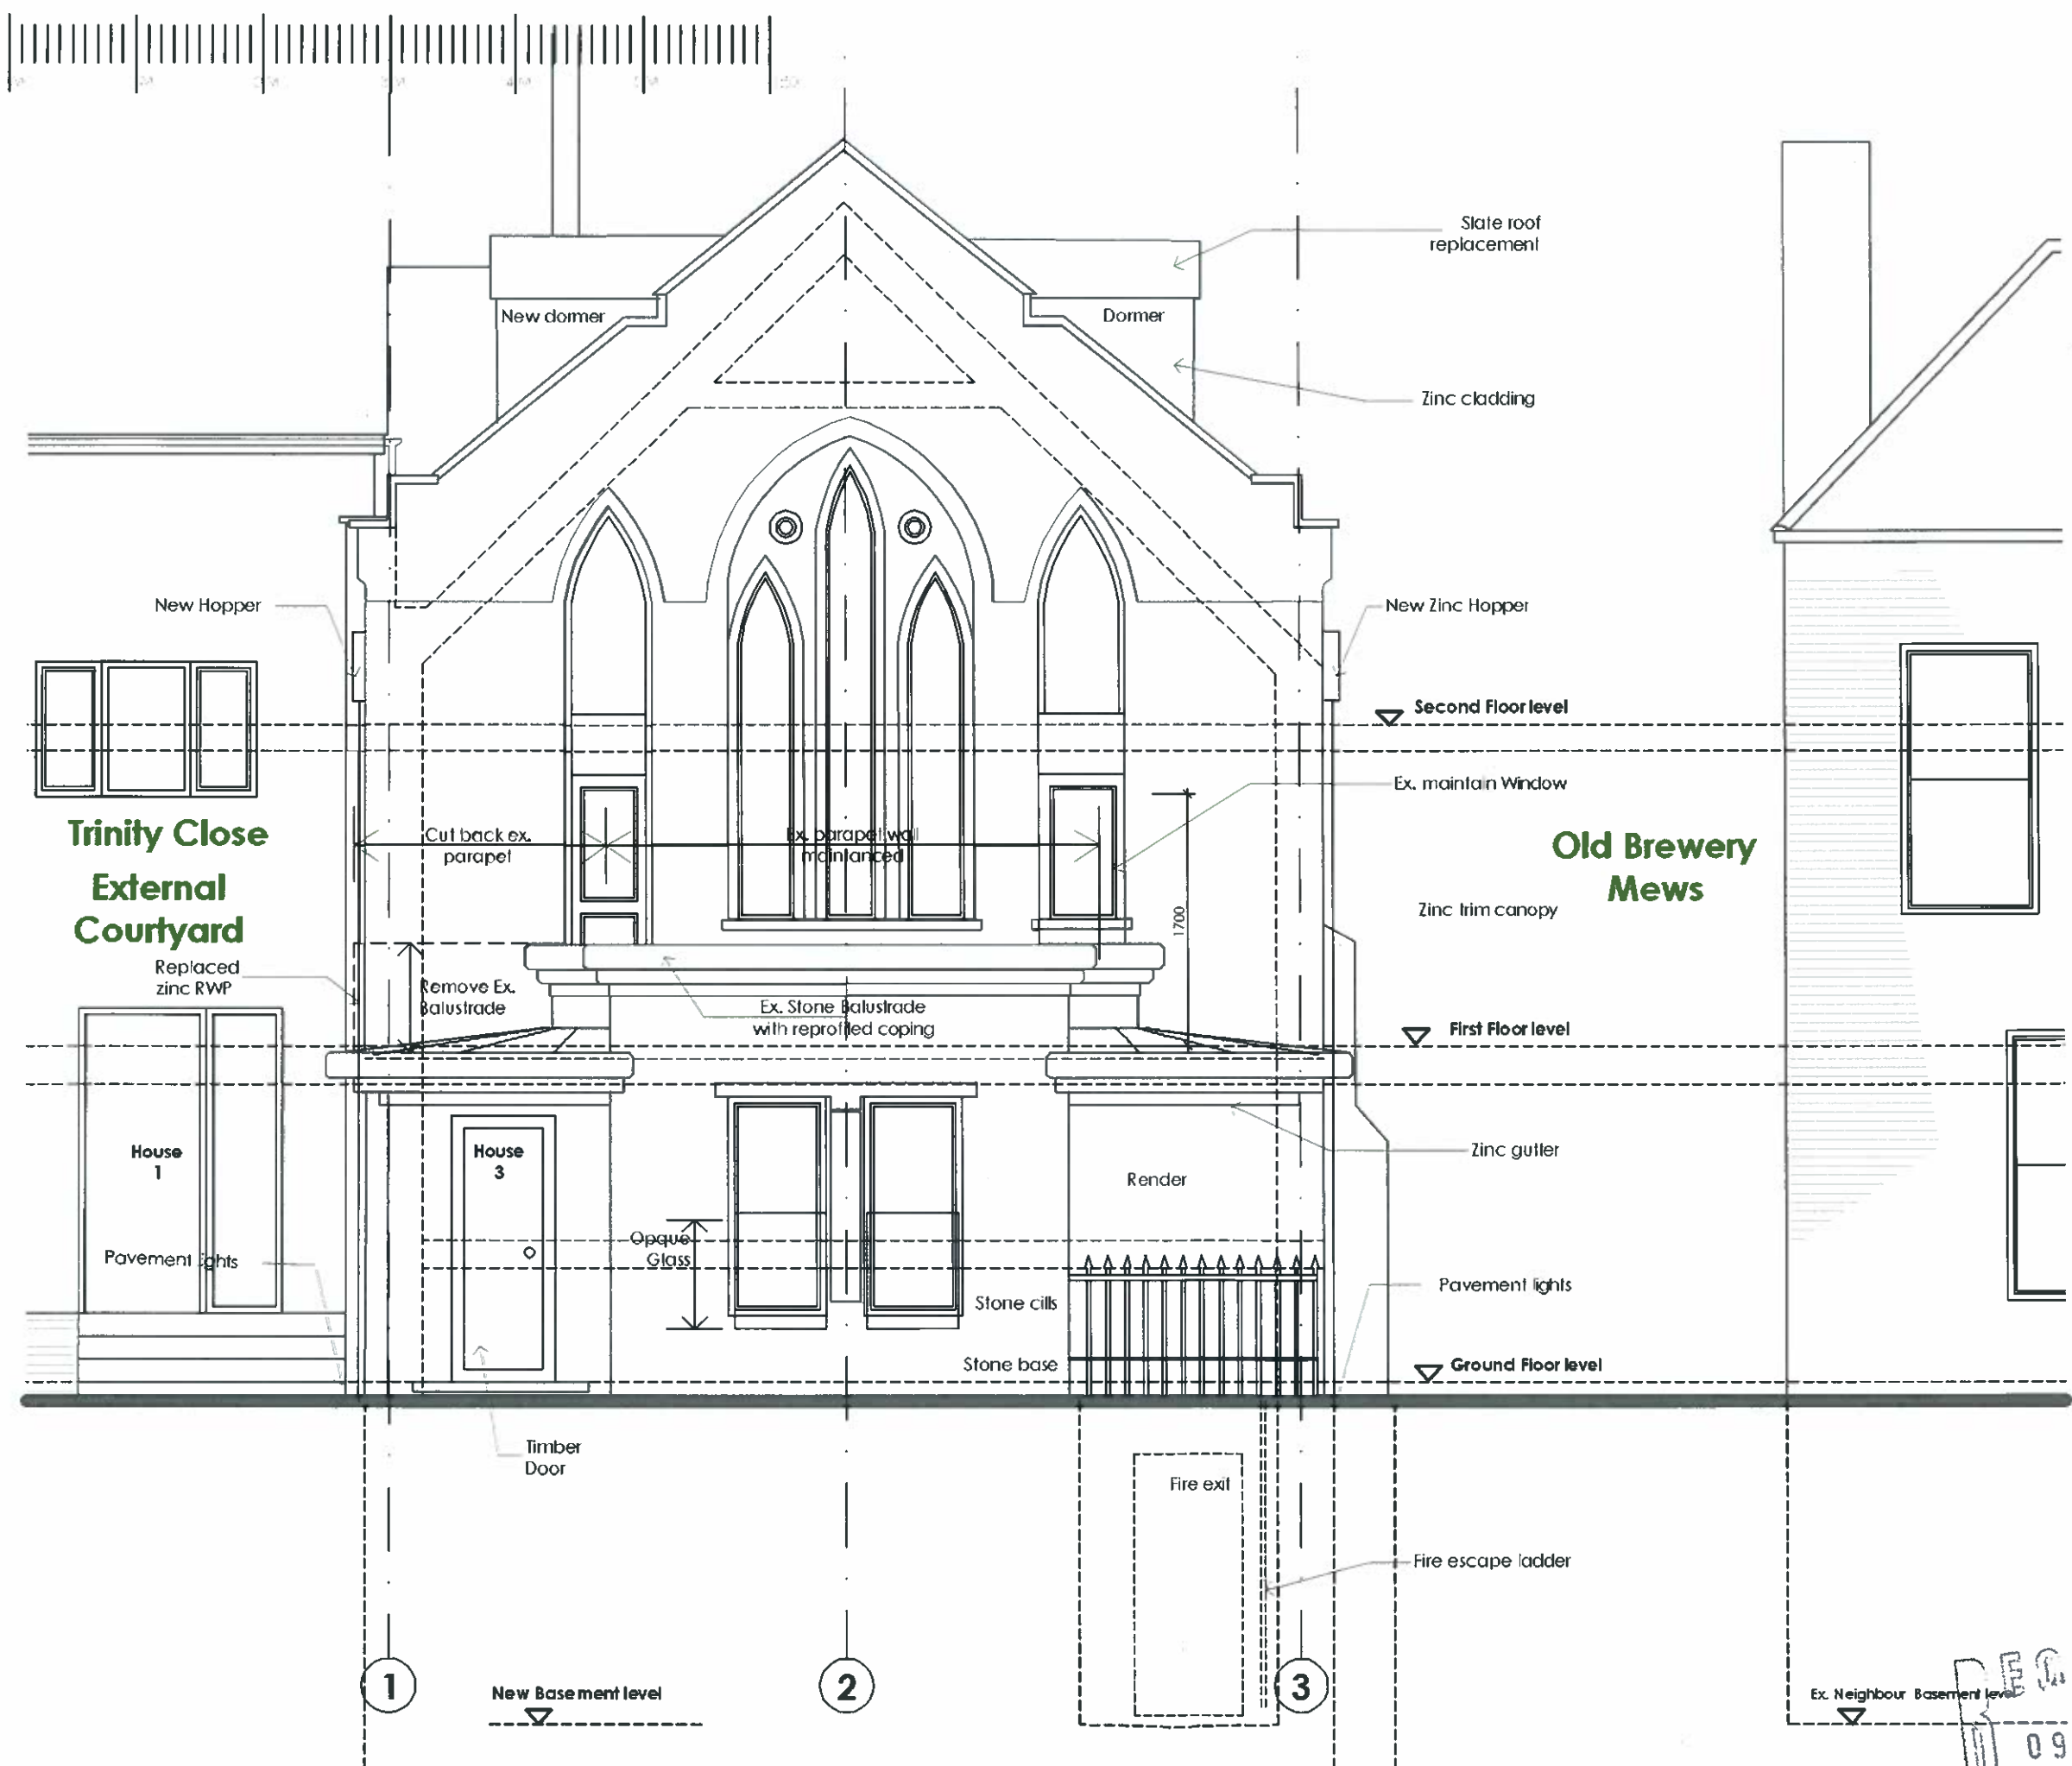 Slate roof
replacement
New dormer
Dormer
Zinc cladding
New Hopper
New Zinc Hopper
Second Floor level
Ex. maintain Window
Trinity Close
External
Courtyard
Cut back ex.
parapet
Ex. parapet wall
maintanced
Old Brewery
Mews
1700
Zinc trim canopy
Replaced
zinc RWP
Remove Ex.
Balustrade
Ex. Stone Balustrade
with reprofiled coping
First Floor level
House
1
House
3
Zinc gutter
Render
Opque
Glass
Pavement lights
Stone cills
Pavement lights
Stone base
Ground Floor level
Timber
Door
Fire exit
Fire escape ladder
1
2
3
New Basement level
Ex. Neighbour Basement level
09